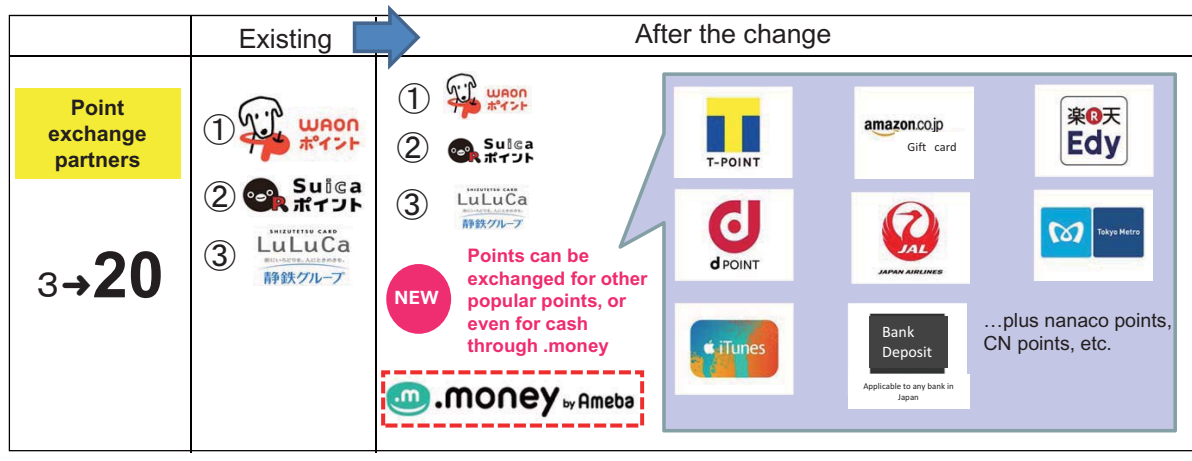 Existing
After the change
Point
exchange
partners
3→20
① WAON
ポイント
② Suica
ポイント
③ SHIZUTETSU CARD
LuLuCa
静鉄グループ
① WAON
ポイント
② Suica
ポイント
③ SHIZUTETSU CARD
LuLuCa
静鉄グループ
NEW
Points can be
exchanged for other
popular points, or
even for cash
through .money
.m .money by Ameba
T-POINT
amazon.co.jp
Gift card
楽R天
Edy
d
d POINT
JAL
JAPAN AIRLINES
Tokyo Metro
iTunes
Bank
Deposit
Applicable to any bank in
Japan
…plus nanaco points,
CN points, etc.